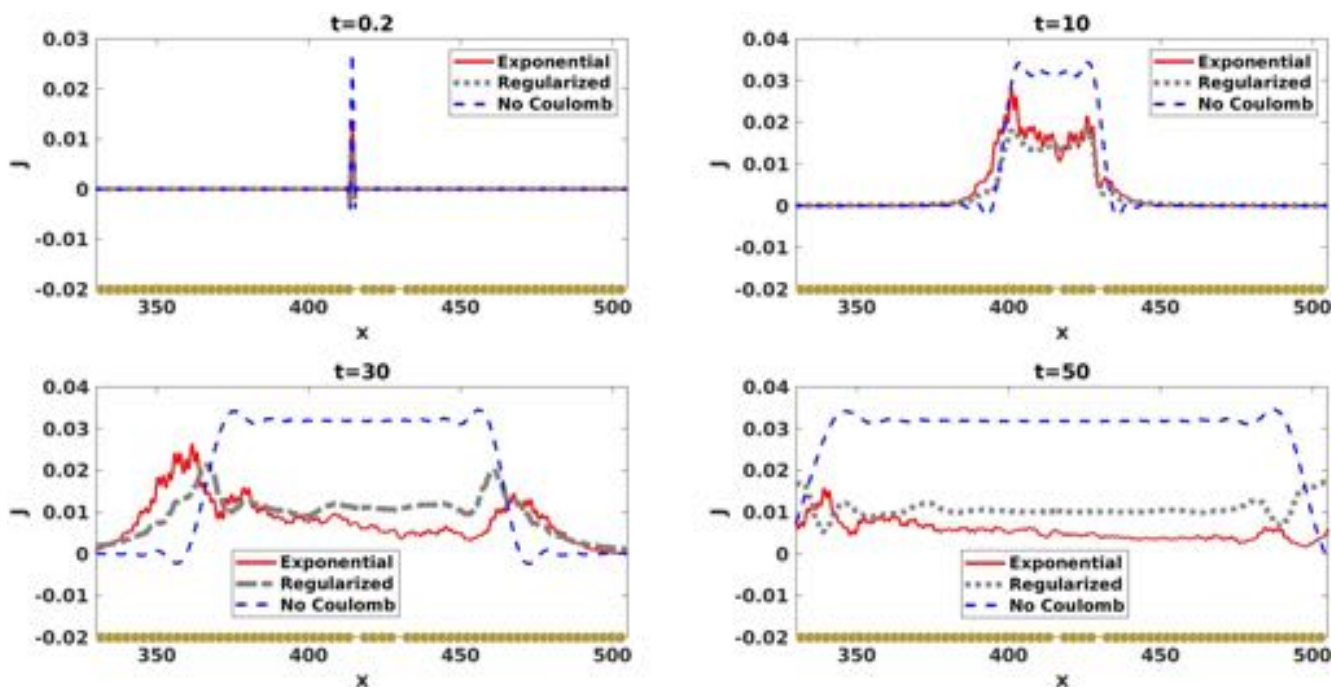 t=0.2
0.03
0.02
0.01
0
-0.01
-0.02
J
Exponential
Regularized
No Coulomb
350
400
450
500
x
t=10
0.04
0.03
0.02
0.01
0
-0.01
-0.02
J
Exponential
Regularized
No Coulomb
350
400
450
500
x
t=30
0.04
0.03
0.02
0.01
0
-0.01
-0.02
J
Exponential
Regularized
No Coulomb
350
400
450
500
x
t=50
0.04
0.03
0.02
0.01
0
-0.01
-0.02
J
Exponential
Regularized
No Coulomb
350
400
450
500
x